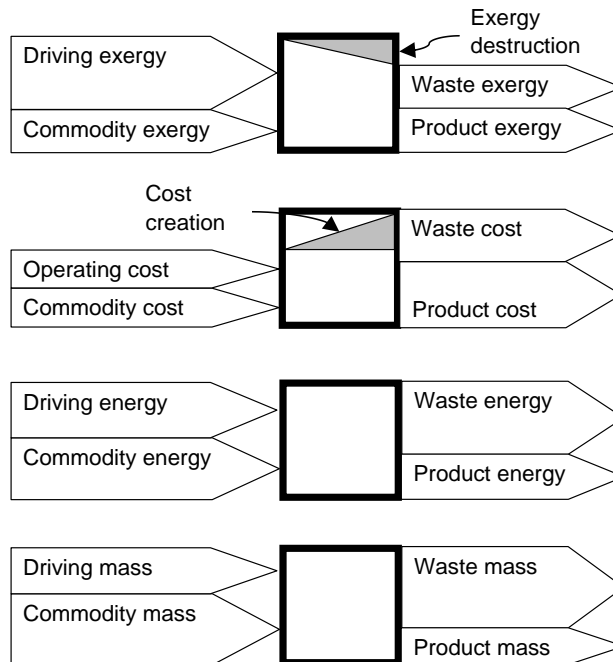 Exergy
destruction
Driving exergy
Waste exergy
Commodity exergy
Product exergy
Cost
creation
Waste cost
Operating cost
Commodity cost
Product cost
Driving energy
Waste energy
Commodity energy
Product energy
Driving mass
Waste mass
Commodity mass
Product mass